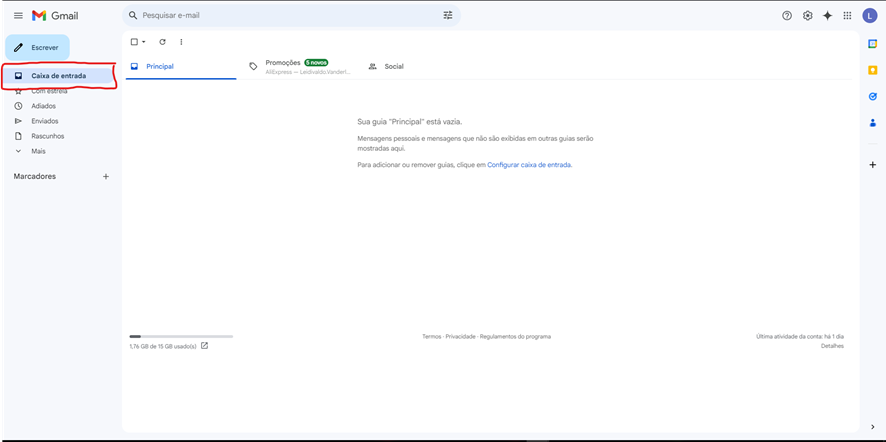 Gmail
Pesquisar e-mail
L
Escrever
Caixa de entrada
Com estrela
Adiados
Enviados
Rascunhos
Mais
Marcadores
Principal
Promoções
5 novos
AliExpress — Leidivaldo.Vanderl...
Social
Sua guia "Principal" está vazia.
Mensagens pessoais e mensagens que não são exibidas em outras guias serão
mostradas aqui.
Para adicionar ou remover guias, clique em Configurar caixa de entrada.
1,76 GB de 15 GB usado(s)
Termos · Privacidade · Regulamentos do programa
Última atividade da conta: há 1 dia
Detalhes